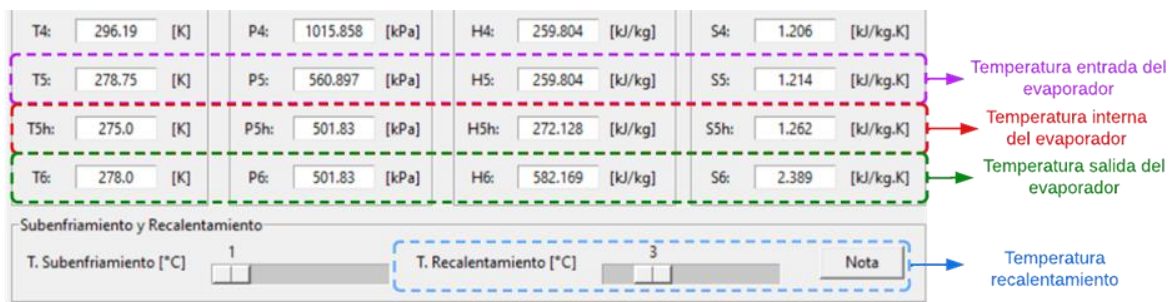 T4: 296.19 [K] P4: 1015.858 [kPa] H4: 259.804 [kJ/kg] S4: 1.206 [kJ/kg.K]
T5: 278.75 [K] P5: 560.897 [kPa] H5: 259.804 [kJ/kg] S5: 1.214 [kJ/kg.K]
Temperatura entrada del
evaporador
T5h: 275.0 [K] P5h: 501.83 [kPa] H5h: 272.128 [kJ/kg] S5h: 1.262 [kJ/kg.K]
Temperatura interna
del evaporador
T6: 278.0 [K] P6: 501.83 [kPa] H6: 582.169 [kJ/kg] S6: 2.389 [kJ/kg.K]
Temperatura salida del
evaporador
Subenfriamiento y Recalentamiento
T. Subenfriamiento [°C] 1 T. Recalentamiento [°C] 3 Nota
Temperatura
recalentamiento